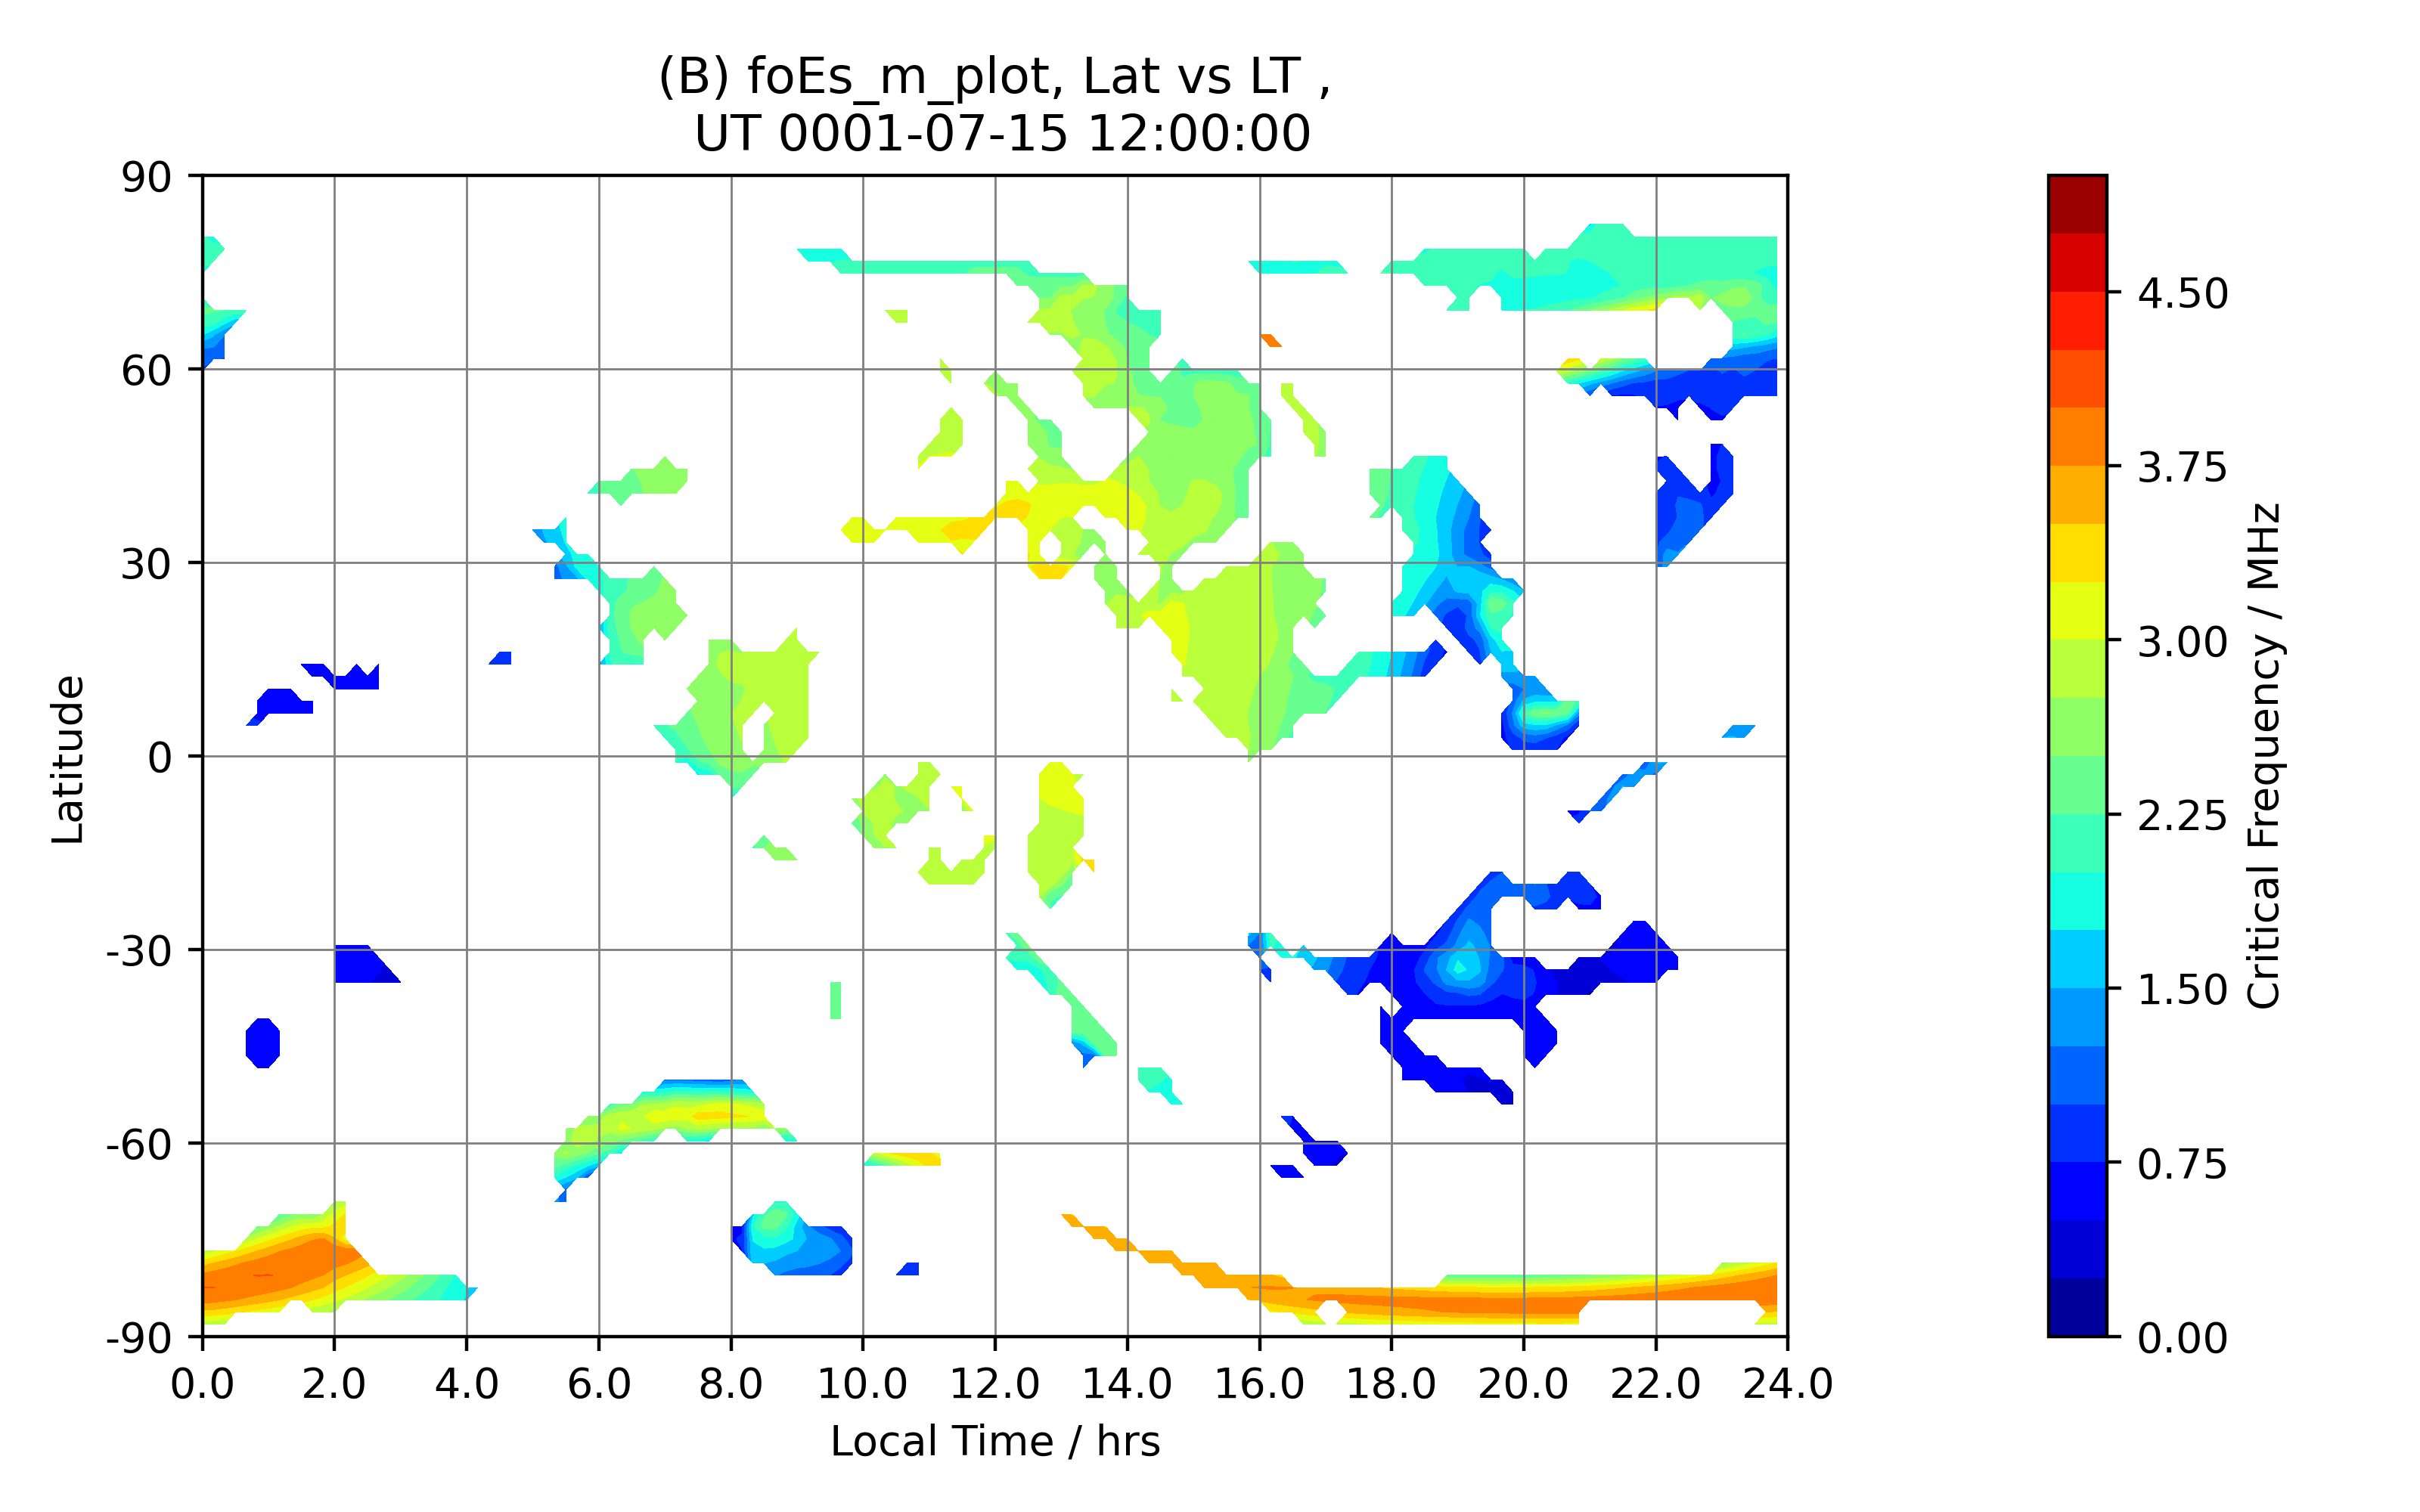 (B) foEs_m_plot, Lat vs LT ,
UT 0001-07-15 12:00:00
90
60
30
0
-30
-60
-90
Latitude
0.0 2.0 4.0 6.0 8.0 10.0 12.0 14.0 16.0 18.0 20.0 22.0 24.0
Local Time / hrs
4.50
3.75
3.00
2.25
1.50
0.75
0.00
Critical Frequency / MHz